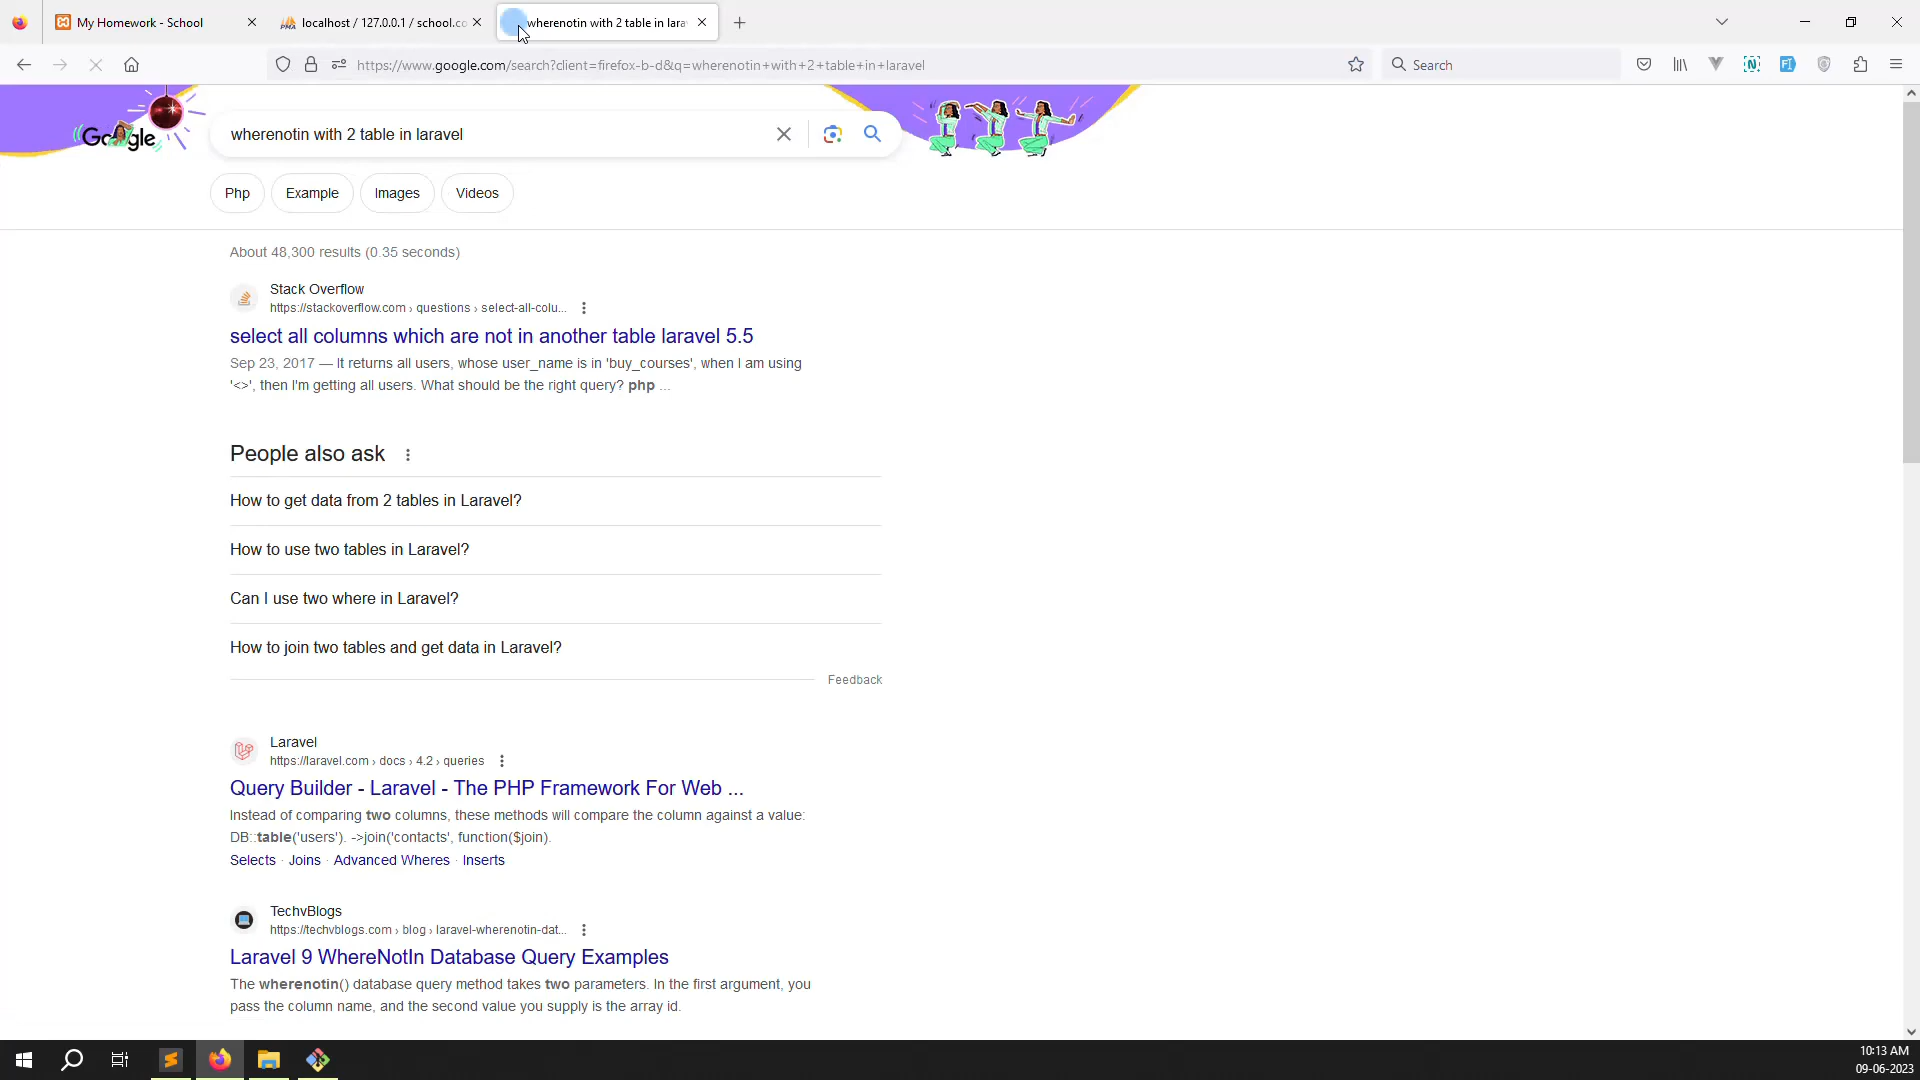 My Homework - School
localhost / 127.0.0.1 / school.co
wherenotin with 2 table in lara
https://www.google.com/search?client=firefox-b-d&q=wherenotin+with+2+table+in+laravel
Search
Google
wherenotin with 2 table in laravel
Php
Example
Images
Videos
About 48,300 results (0.35 seconds)
Stack Overflow
https://stackoverflow.com › questions › select-all-colu...
select all columns which are not in another table laravel 5.5
Sep 23, 2017 — It returns all users, whose user_name is in 'buy_courses', when I am using
'<>', then I'm getting all users. What should be the right query? php ...
People also ask
How to get data from 2 tables in Laravel?
How to use two tables in Laravel?
Can I use two where in Laravel?
How to join two tables and get data in Laravel?
Feedback
Laravel
https://laravel.com › docs › 4.2 › queries
Query Builder - Laravel - The PHP Framework For Web ...
Instead of comparing two columns, these methods will compare the column against a value:
DB::table('users'). ->join('contacts', function($join).
Selects · Joins · Advanced Wheres · Inserts
TechvBlogs
https://techvblogs.com › blog › laravel-wherenotin-dat...
Laravel 9 WhereNotIn Database Query Examples
The wherenotin() database query method takes two parameters. In the first argument, you
pass the column name, and the second value you supply is the array id.
10:13 AM
09-06-2023